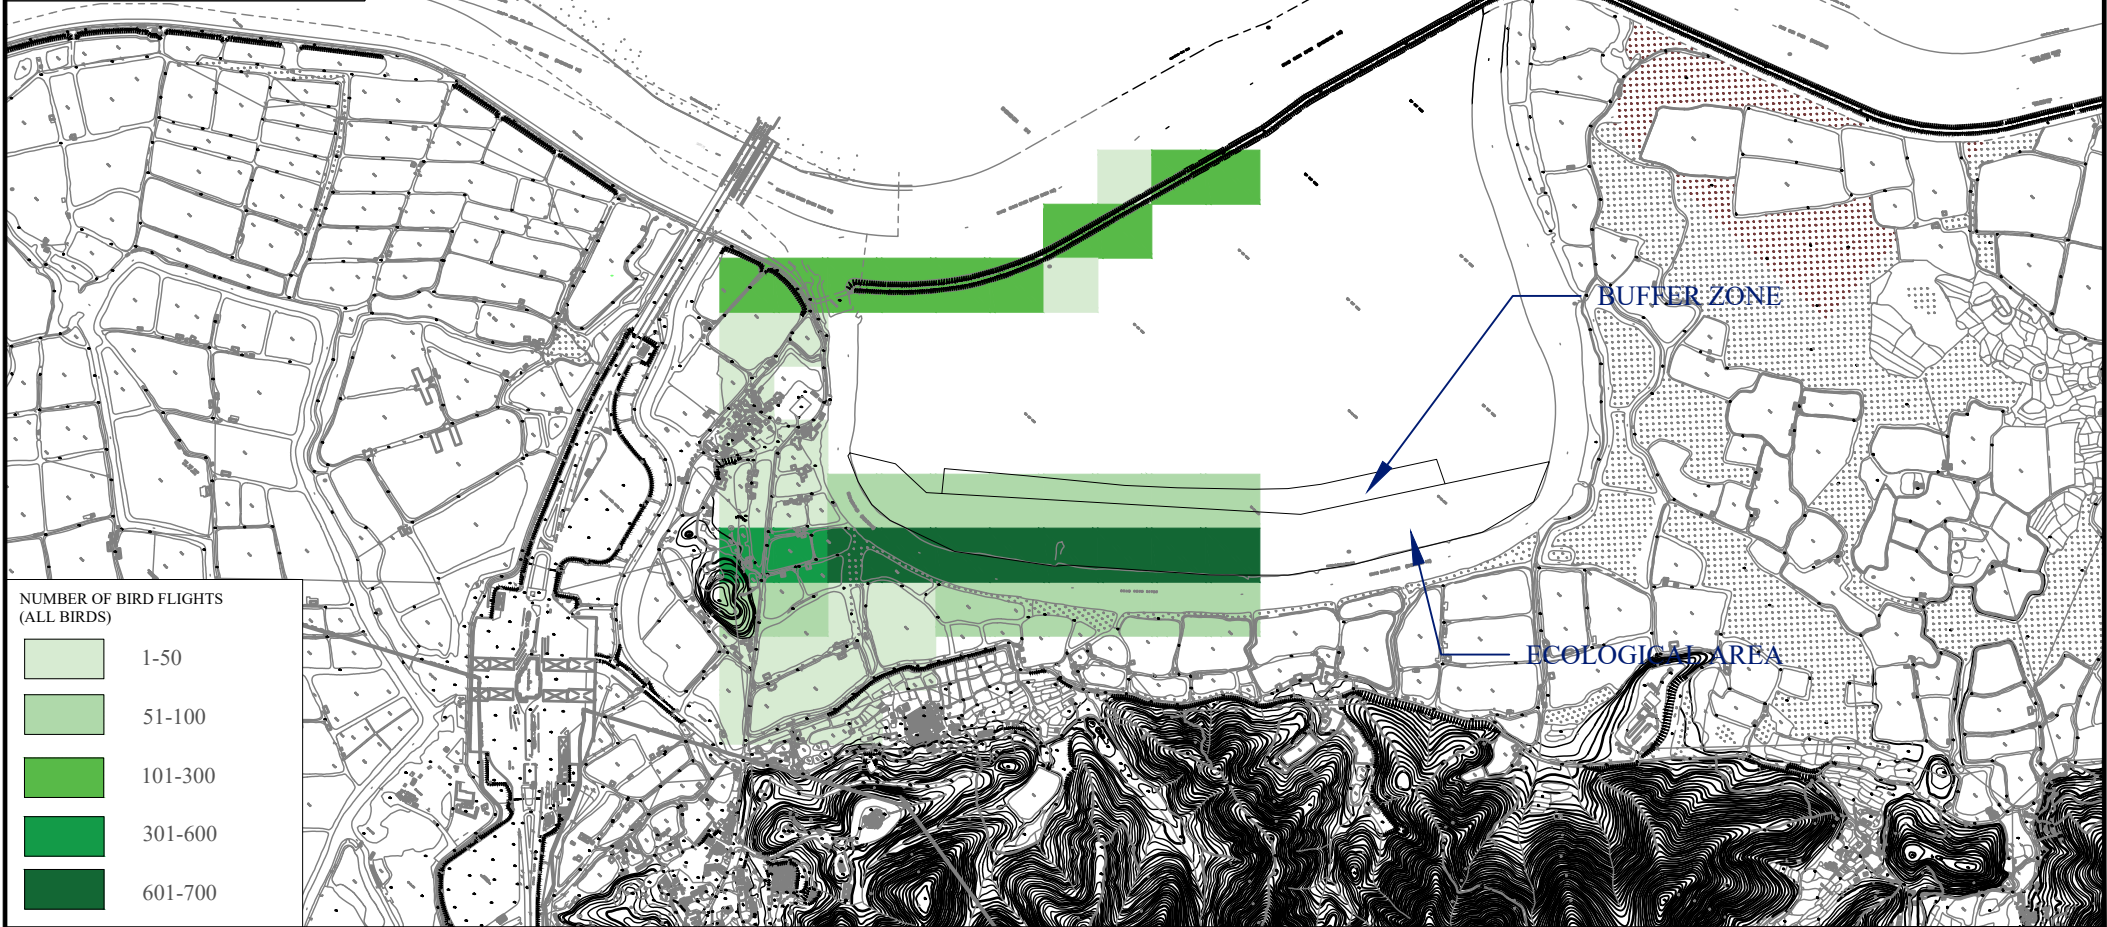 BUFFER ZONE
ECOLOGICAL AREA
NUMBER OF BIRD FLIGHTS
(ALL BIRDS)
1-50
51-100
101-300
301-600
601-700